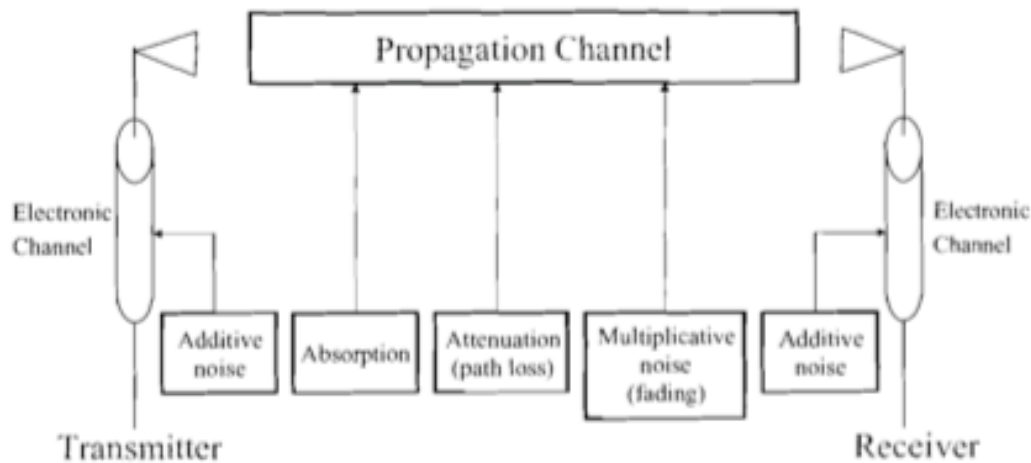 Propagation Channel
Electronic
Channel
Electronic
Channel
Additive
noise
Absorption
Attenuation
(path loss)
Multiplicative
noise
(fading)
Additive
noise
Transmitter
Receiver